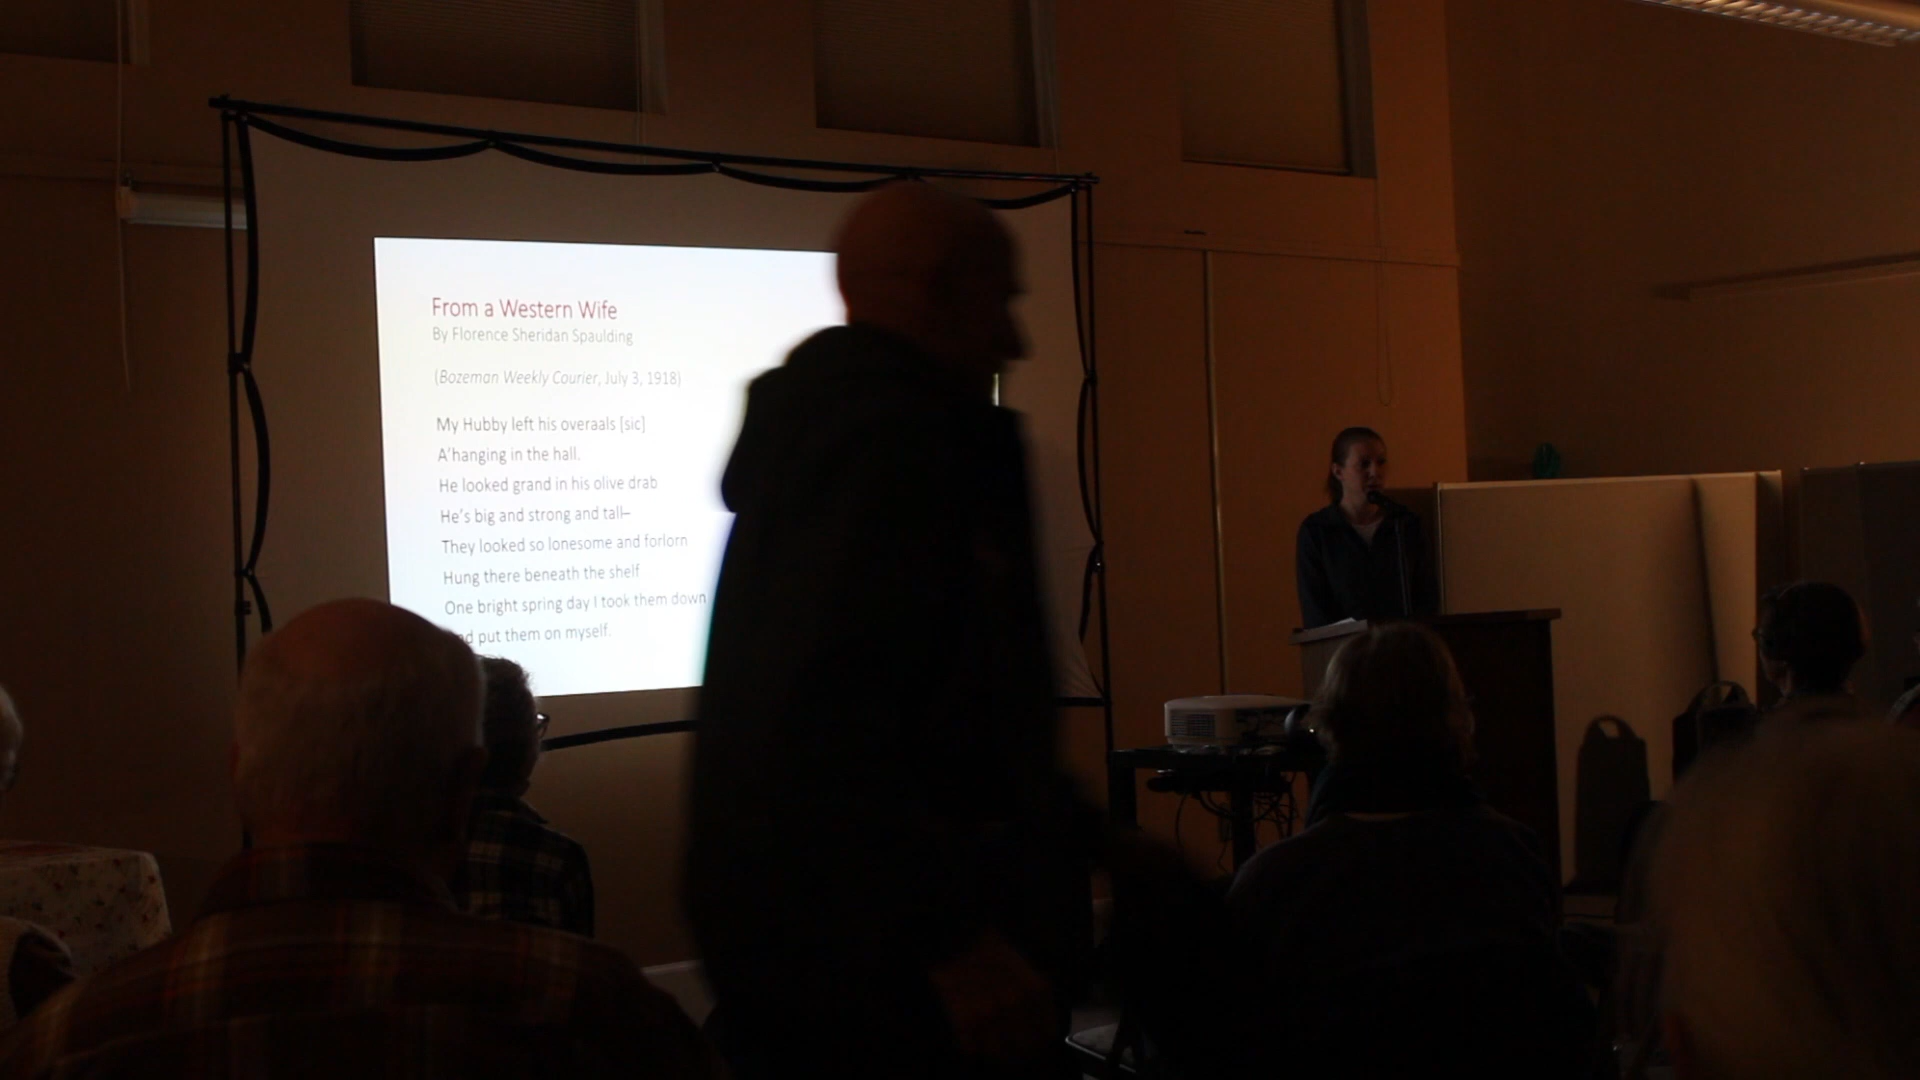 From a Western Wife
By Florence Sheridan Spaulding
(Bozeman Weekly Courier, July 3, 1918)
My Hubby left his overaals [sic]
A'hanging in the hall.
He looked grand in his olive drab
He's big and strong and tall–
They looked so lonesome and forlorn
Hung there beneath the shelf
One bright spring day I took them down
put them on myself.